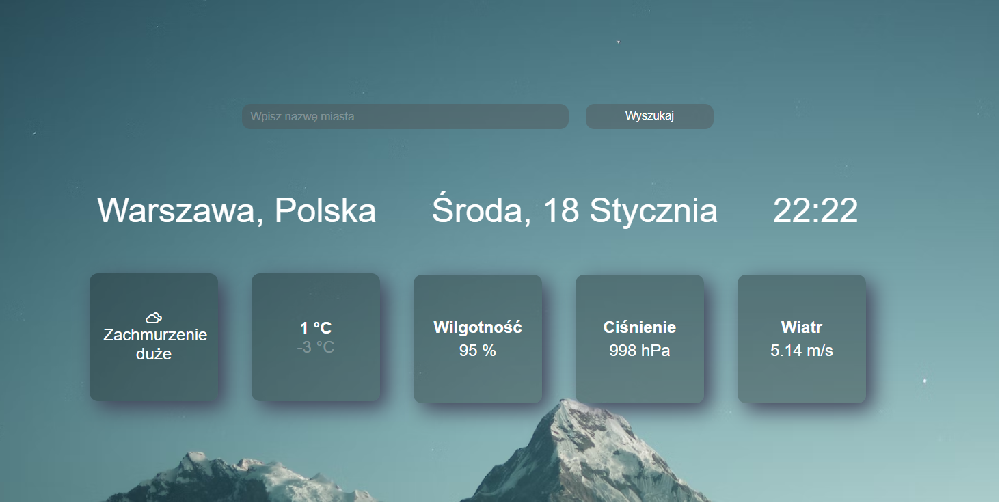 Wpisz nazwę miasta
Wyszukaj
Warszawa, Polska
Środa, 18 Stycznia
22:22
Zachmurzenie
duże
1 °C
-3 °C
Wilgotność
95 %
Ciśnienie
998 hPa
Wiatr
5.14 m/s